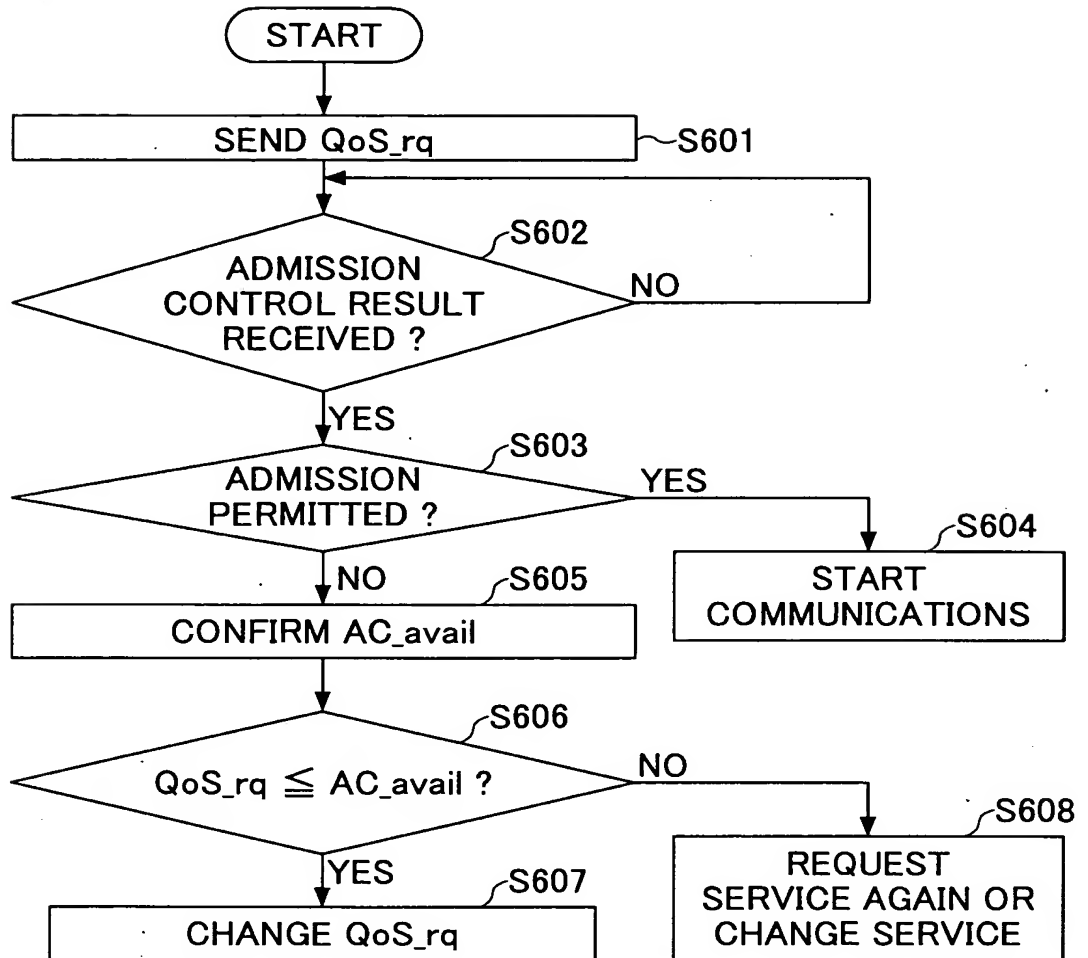 START
SEND QoS_rq
S601
S602
ADMISSION
CONTROL RESULT
RECEIVED ?
NO
YES
S603
ADMISSION
PERMITTED ?
YES
S604
START
COMMUNICATIONS
NO
S605
CONFIRM AC_avail
S606
QoS_rq ≦ AC_avail ?
NO
S608
REQUEST
SERVICE AGAIN OR
CHANGE SERVICE
YES
S607
CHANGE QoS_rq